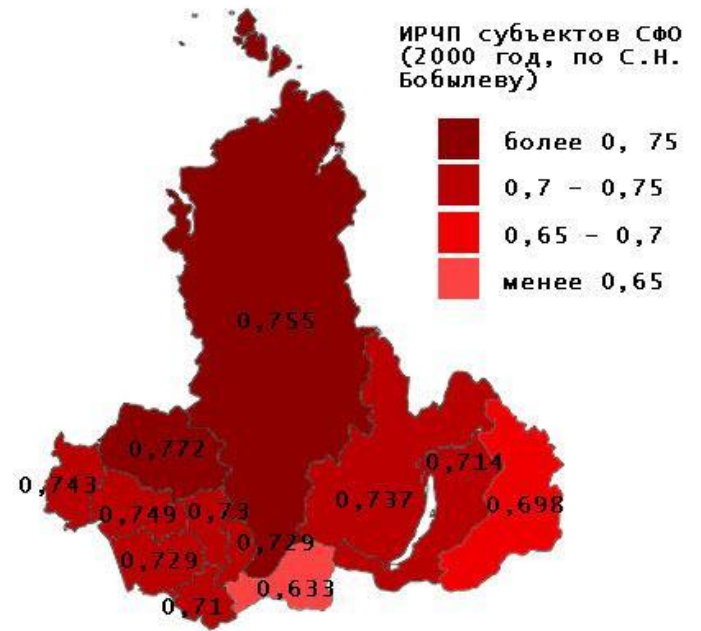 ИРЧП субъектов СФО
(2000 год, по С.Н.
Бобылеву)
более 0, 75
0,7 – 0,75
0,65 – 0,7
менее 0,65
0,755
0,772
0,714
0,743
0,737
0,698
0,749
0,73
0,729
0,729
0,633
0,71